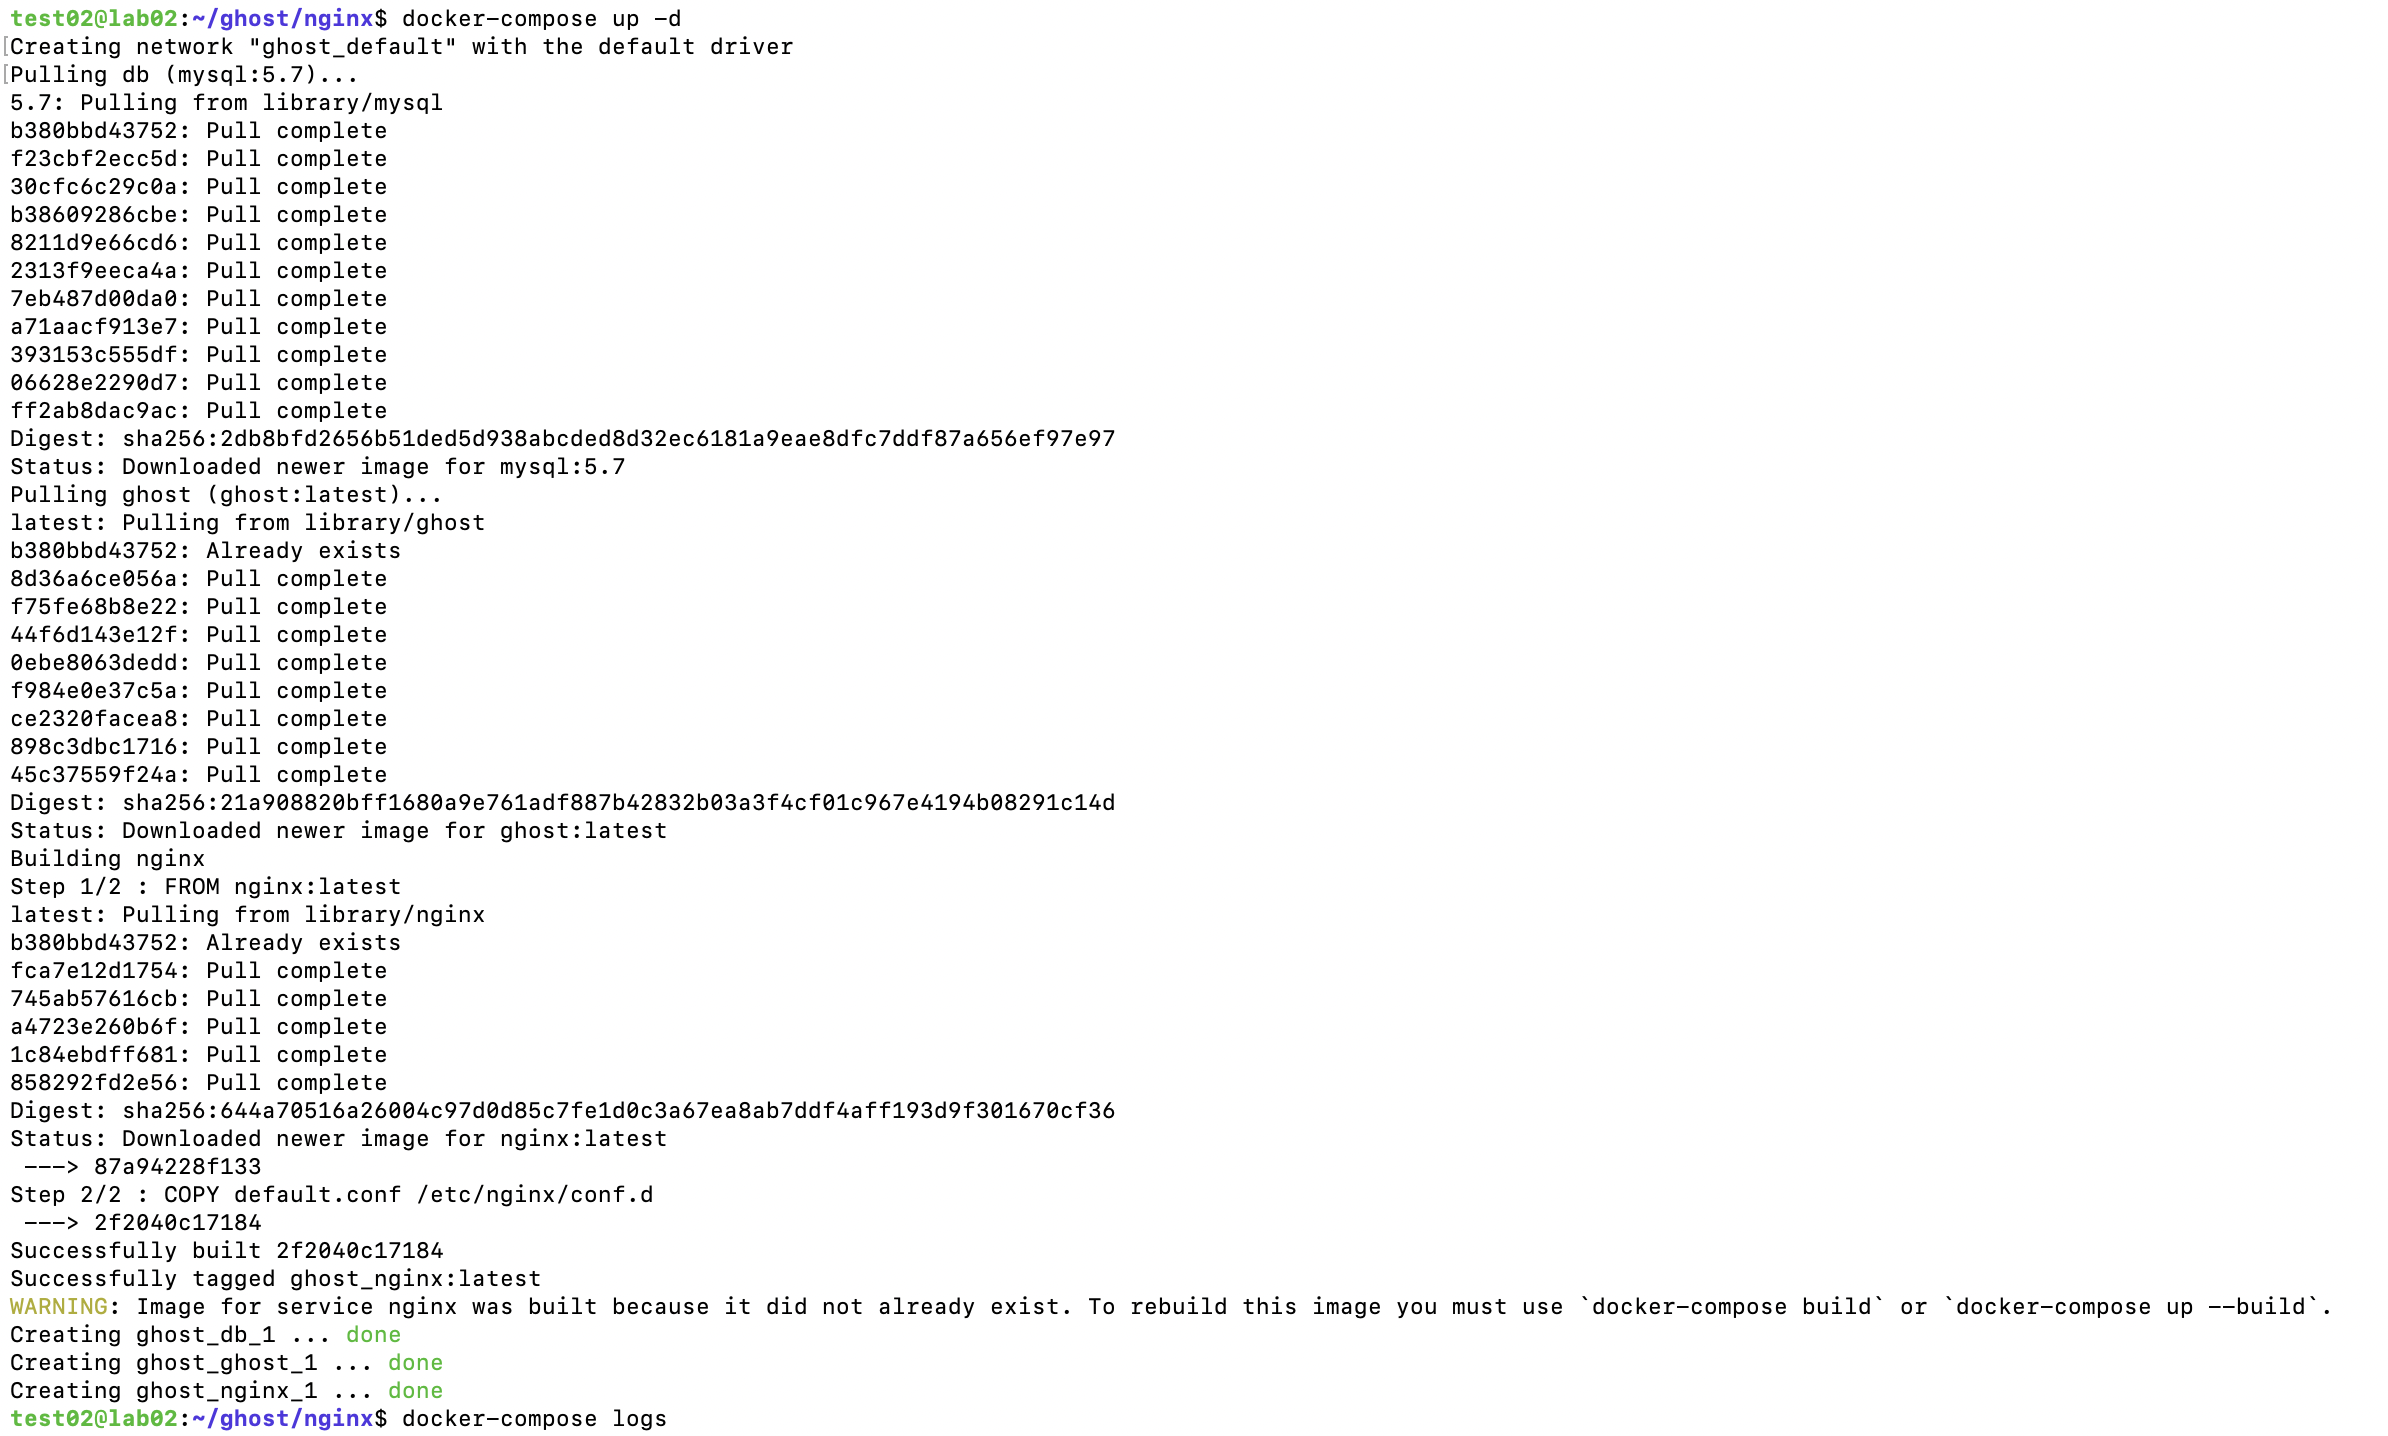 test02@lab02:~/ghost/nginx$ docker-compose up -d
[Creating network "ghost_default" with the default driver
[Pulling db (mysql:5.7)...
5.7: Pulling from library/mysql
b380bbd43752: Pull complete
f23cbf2ecc5d: Pull complete
30cfc6c29c0a: Pull complete
b38609286cbe: Pull complete
8211d9e66cd6: Pull complete
2313f9eeca4a: Pull complete
7eb487d00da0: Pull complete
a71aacf913e7: Pull complete
393153c555df: Pull complete
06628e2290d7: Pull complete
ff2ab8dac9ac: Pull complete
Digest: sha256:2db8bfd2656b51ded5d938abcded8d32ec6181a9eae8dfc7ddf87a656ef97e97
Status: Downloaded newer image for mysql:5.7
Pulling ghost (ghost:latest)...
latest: Pulling from library/ghost
b380bbd43752: Already exists
8d36a6ce056a: Pull complete
f75fe68b8e22: Pull complete
44f6d143e12f: Pull complete
0ebe8063dedd: Pull complete
f984e0e37c5a: Pull complete
ce2320facea8: Pull complete
898c3dbc1716: Pull complete
45c37559f24a: Pull complete
Digest: sha256:21a908820bff1680a9e761adf887b42832b03a3f4cf01c967e4194b08291c14d
Status: Downloaded newer image for ghost:latest
Building nginx
Step 1/2 : FROM nginx:latest
latest: Pulling from library/nginx
b380bbd43752: Already exists
fca7e12d1754: Pull complete
745ab57616cb: Pull complete
a4723e260b6f: Pull complete
1c84ebdff681: Pull complete
858292fd2e56: Pull complete
Digest: sha256:644a70516a26004c97d0d85c7fe1d0c3a67ea8ab7ddf4aff193d9f301670cf36
Status: Downloaded newer image for nginx:latest
 ---> 87a94228f133
Step 2/2 : COPY default.conf /etc/nginx/conf.d
 ---> 2f2040c17184
Successfully built 2f2040c17184
Successfully tagged ghost_nginx:latest
WARNING: Image for service nginx was built because it did not already exist. To rebuild this image you must use `docker-compose build` or `docker-compose up --build`.
Creating ghost_db_1 ... done
Creating ghost_ghost_1 ... done
Creating ghost_nginx_1 ... done
test02@lab02:~/ghost/nginx$ docker-compose logs